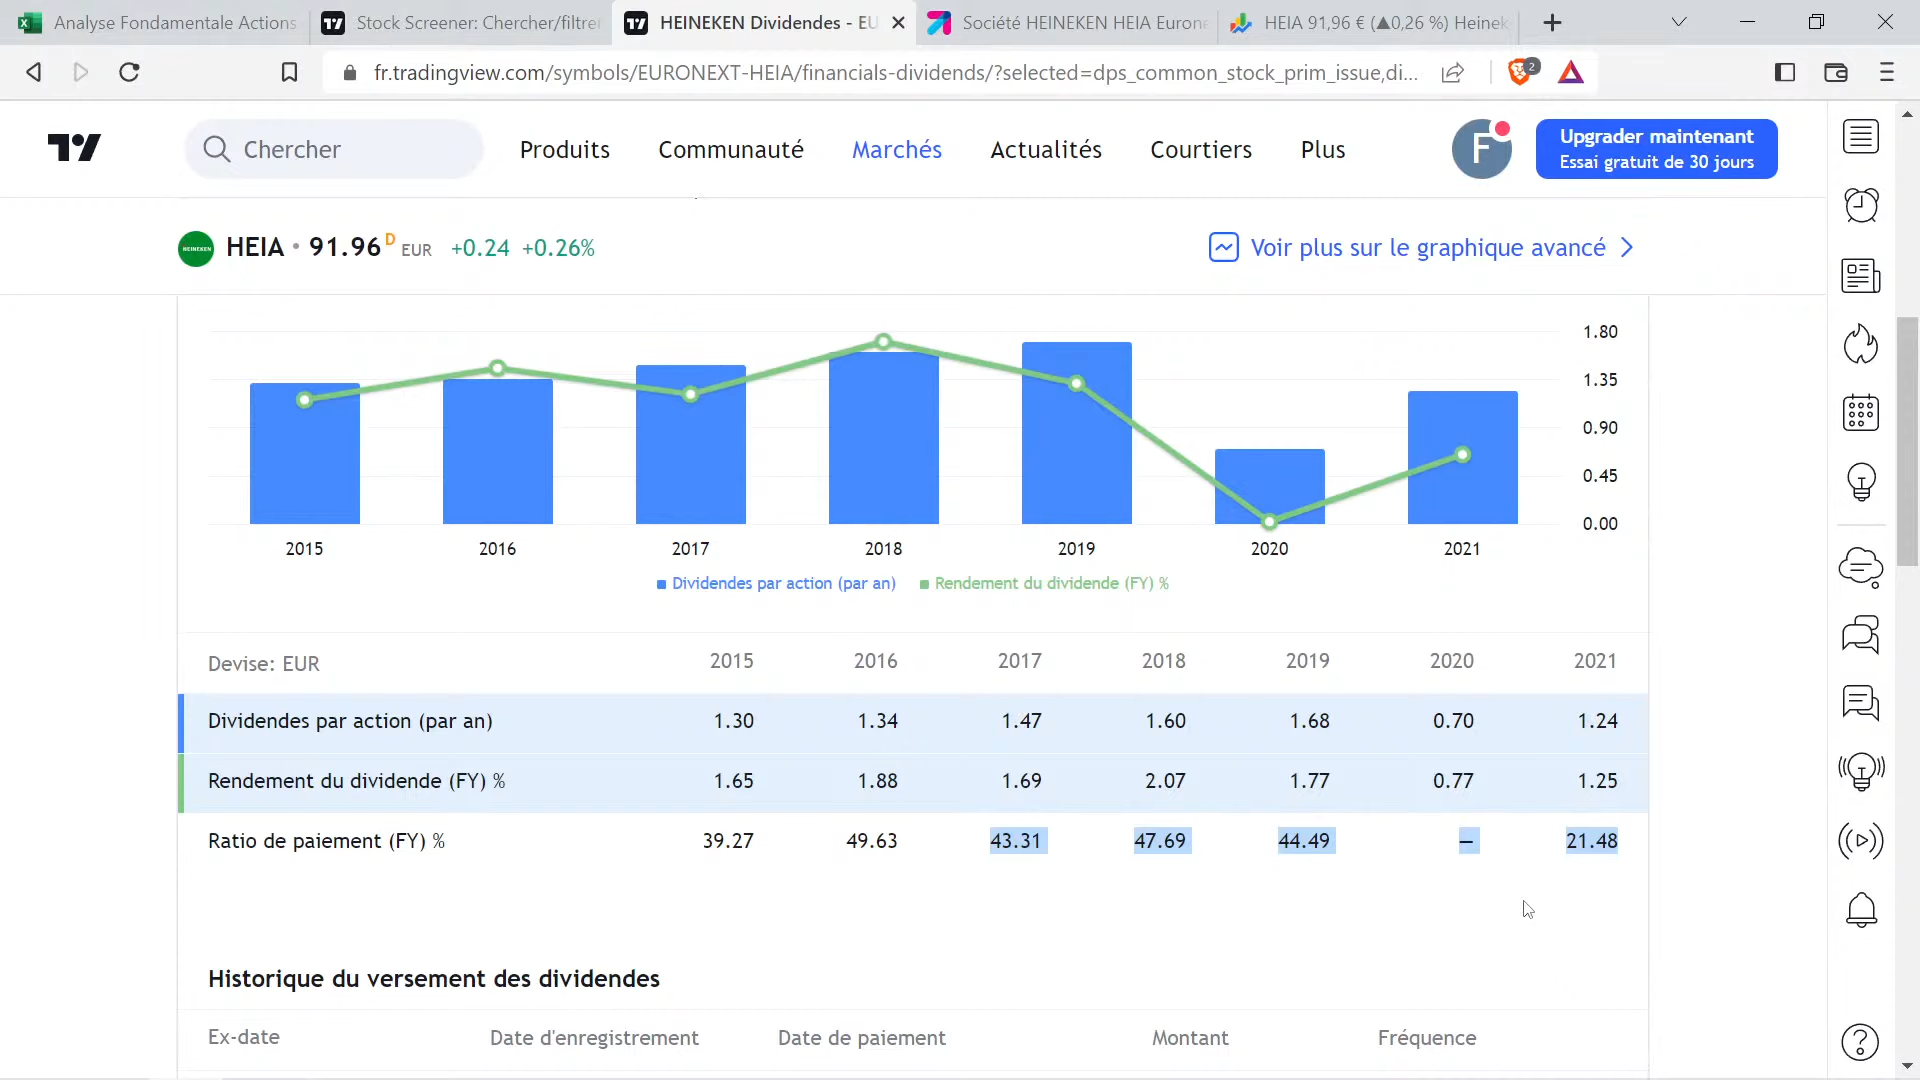 Analyse Fondamentale Actions
Stock Screener: Chercher/filtrer
HEINEKEN Dividendes - EU
Société HEINEKEN HEIA Eurone
HEIA 91,96 € (▲0,26 %) Heinek
fr.tradingview.com/symbols/EURONEXT-HEIA/financials-dividends/?selected=dps_common_stock_prim_issue,di...
2
Chercher
Produits
Communauté
Marchés
Actualités
Courtiers
Plus
F
Upgrader maintenant
Essai gratuit de 30 jours
HEINEKEN
HEIA • 91.96 D EUR +0.24 +0.26%
Voir plus sur le graphique avancé
1.80
1.35
0.90
0.45
0.00
2015 2016 2017 2018 2019 2020 2021
Dividendes par action (par an) Rendement du dividende (FY) %
Devise: EUR 2015 2016 2017 2018 2019 2020 2021
Dividendes par action (par an) 1.30 1.34 1.47 1.60 1.68 0.70 1.24
Rendement du dividende (FY) % 1.65 1.88 1.69 2.07 1.77 0.77 1.25
Ratio de paiement (FY) % 39.27 49.63 43.31 47.69 44.49 — 21.48
Historique du versement des dividendes
Ex-date Date d'enregistrement Date de paiement Montant Fréquence